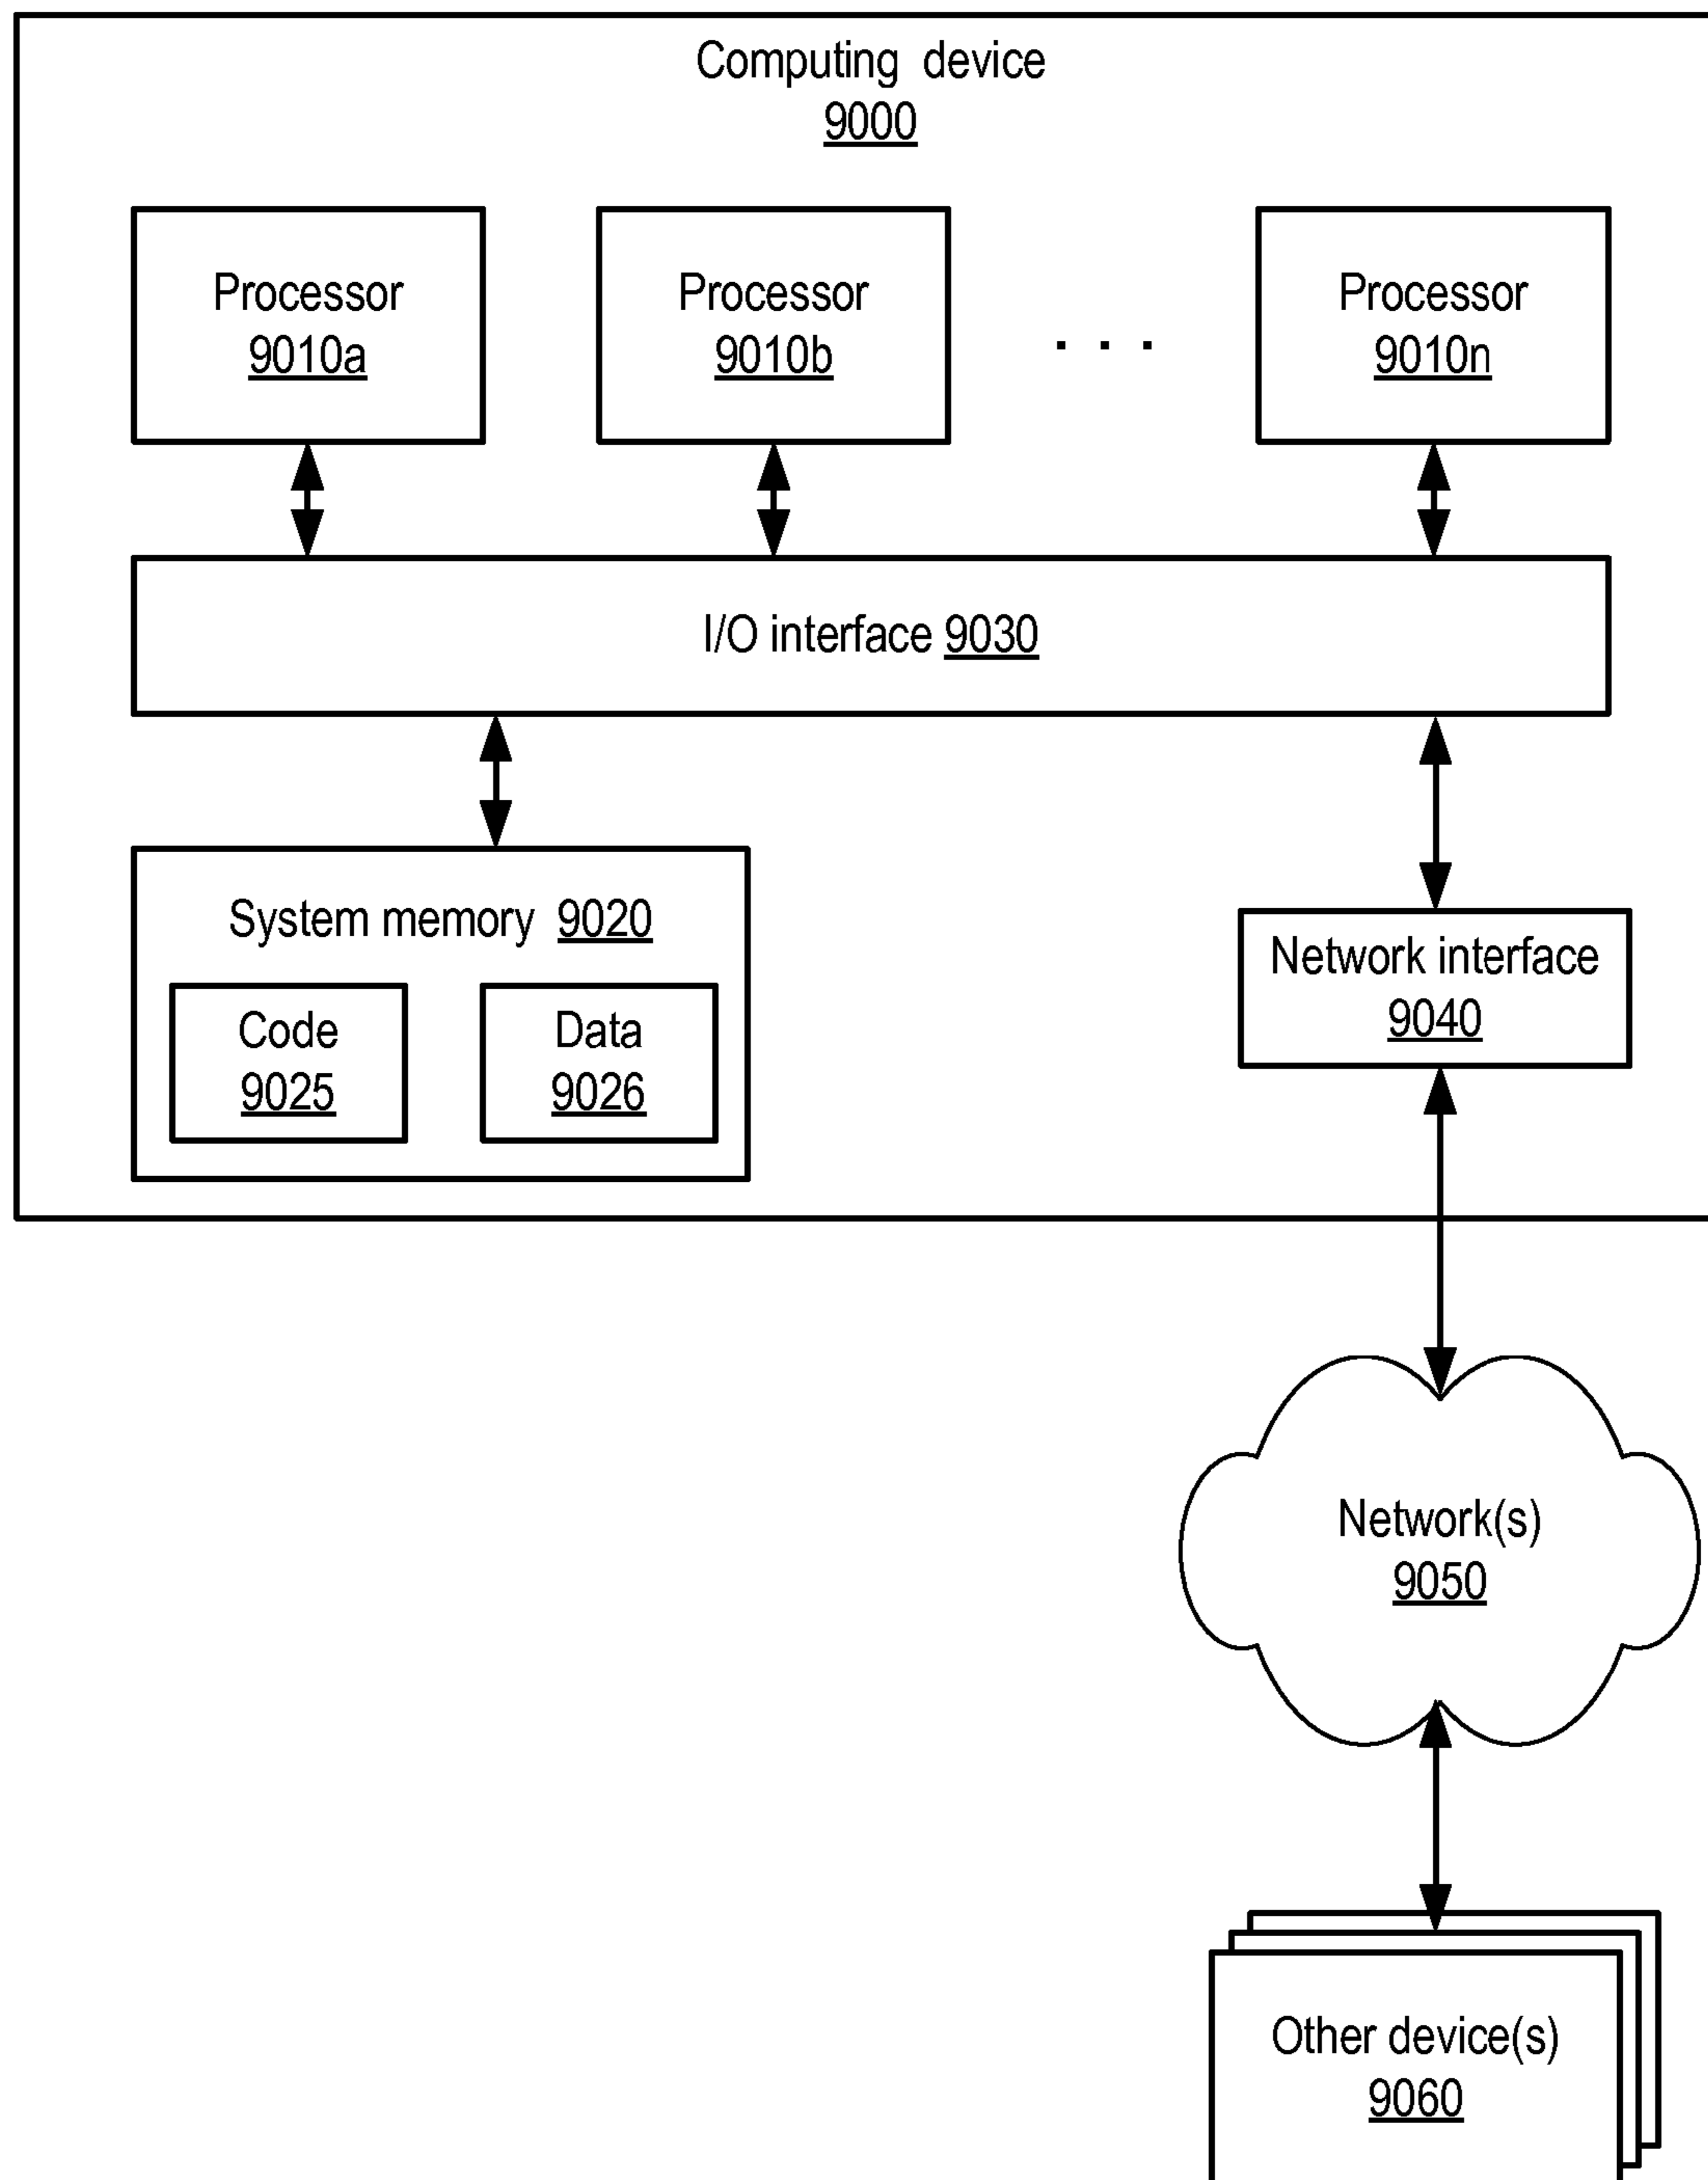 Computing device
9000
Processor
9010a
Processor
9010b
. . .
Processor
9010n
I/O interface 9030
System memory 9020
Code
9025
Data
9026
Network interface
9040
Network(s)
9050
Other device(s)
9060